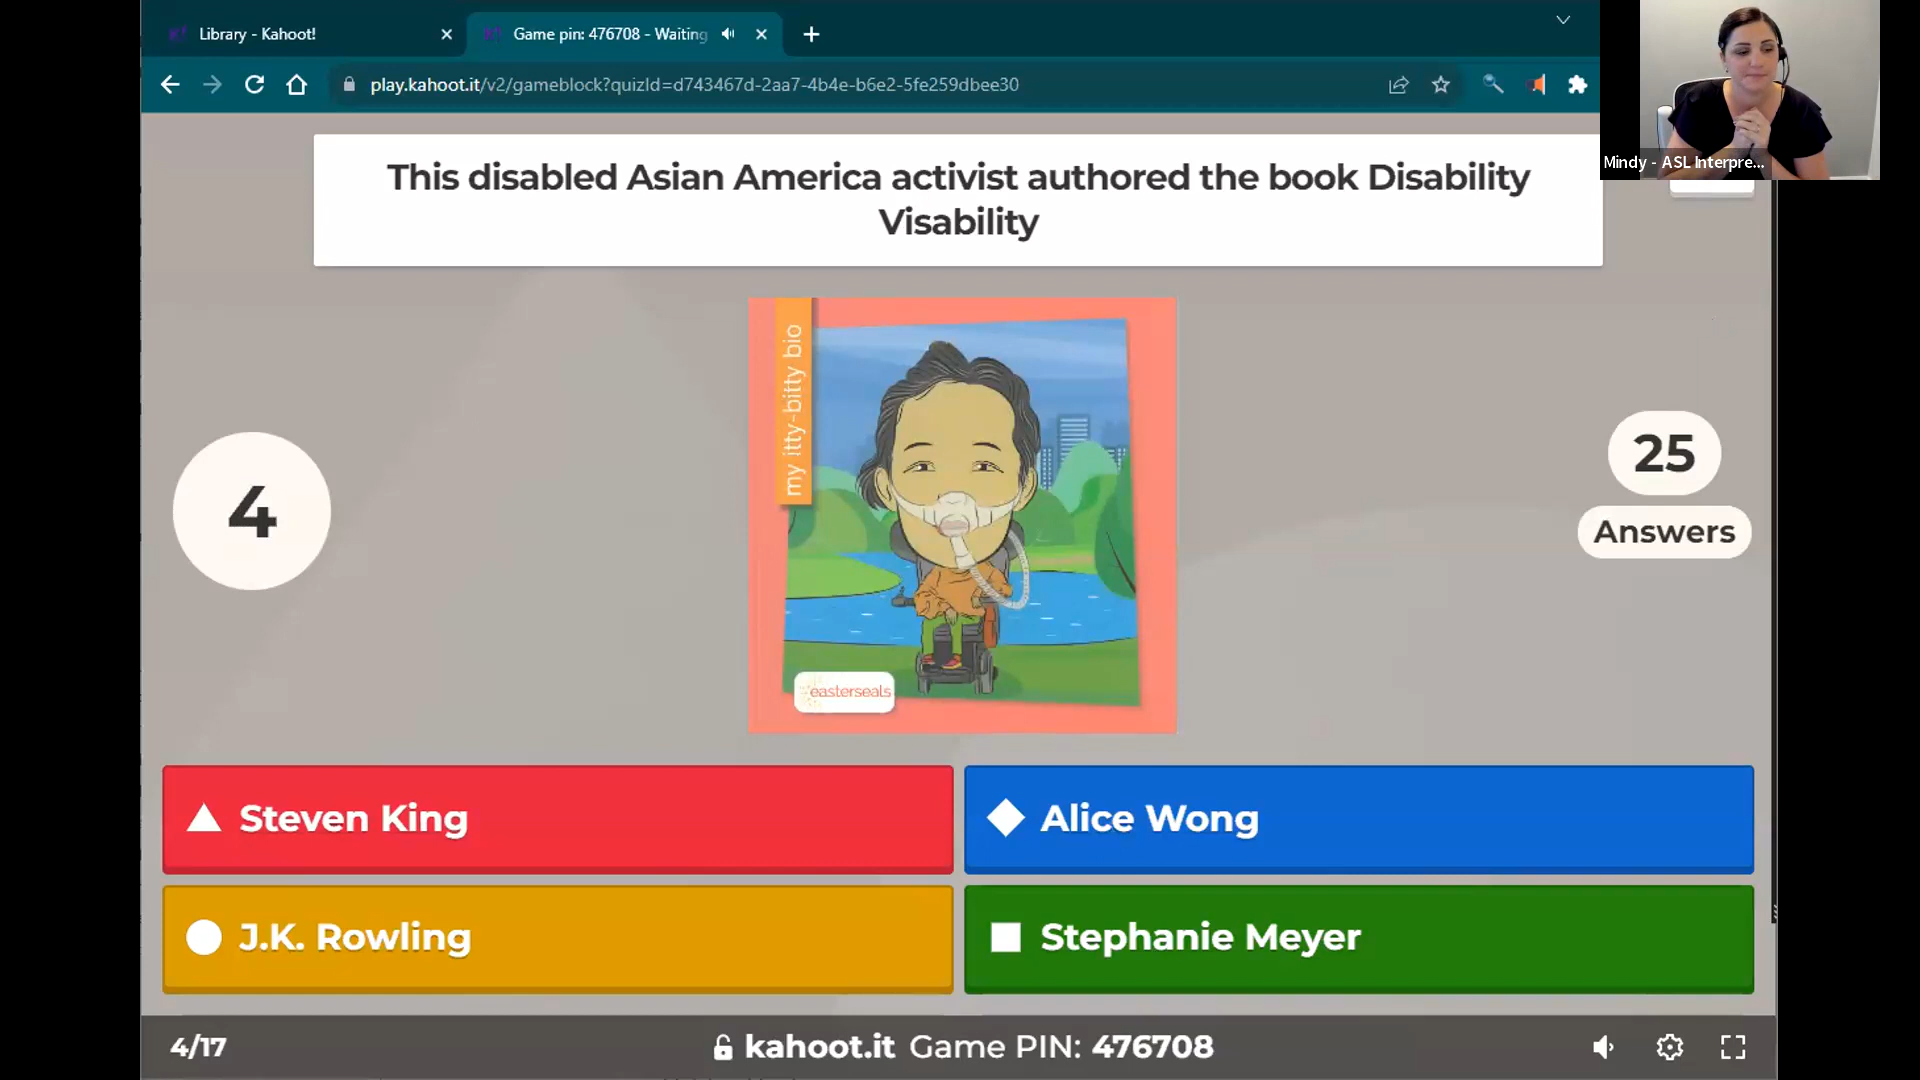 Library - Kahoot!
Game pin: 476708 - Waiting
play.kahoot.it/v2/gameblock?quizId=d743467d-2aa7-4b4e-b6e2-5fe259dbee30
Mindy - ASL Interpre...
This disabled Asian America activist authored the book Disability
Visability
my itty-bitty bio
4
25
Answers
easterseals
Steven King
Alice Wong
J.K. Rowling
Stephanie Meyer
4/17
kahoot.it Game PIN: 476708